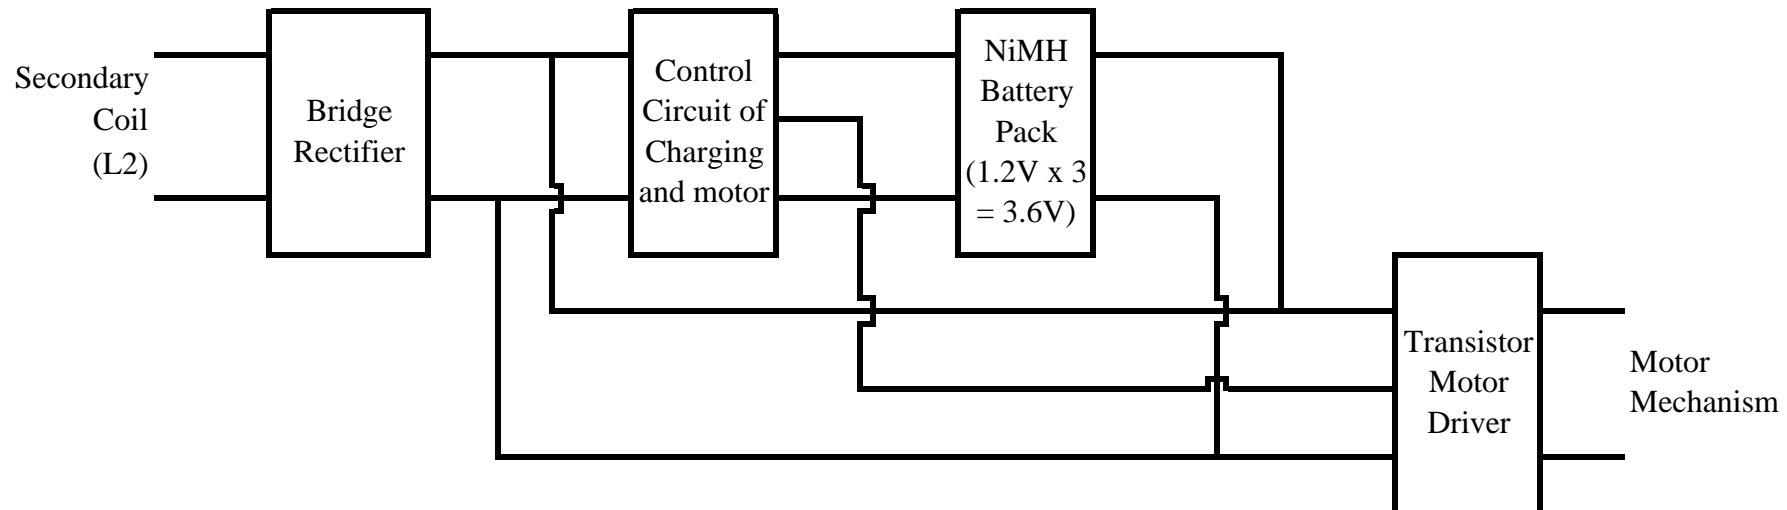 Secondary
Coil
(L2)
Bridge
Rectifier
Control
Circuit of
Charging
and motor
NiMH
Battery
Pack
(1.2V x 3
= 3.6V)
Transistor
Motor
Driver
Motor
Mechanism